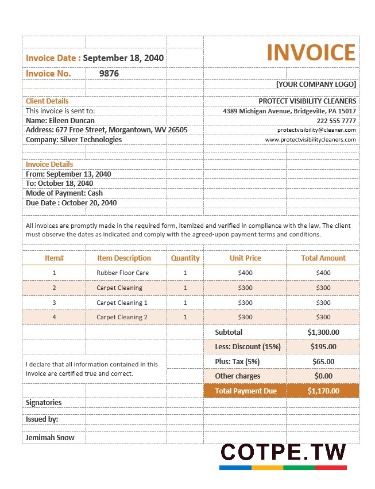 INVOICE
Invoice Date : September 18, 2040
Invoice No. 9876
[YOUR COMPANY LOGO]
Client Details PROTECT VISIBILITY CLEANERS
This invoice is sent to: 4389 Michigan Avenue, Bridgeville, PA 15017
Name: Eileen Duncan 222 555 7777
Address: 677 Froe Street, Morgantown, WV 26505 protectvisibility@cleaner.com
Company: Silver Technologies www.protectvisibilitycleaners.com
Invoice Details
From: September 13, 2040
To: October 18, 2040
Mode of Payment: Cash
Due Date : October 20, 2040
All invoices are promptly made in the required form, itemized and verified in compliance with the law. The client
must observe the dates as indicated and comply with the agreed-upon payment terms and conditions.
Item# Item Description Quantity Unit Price Total Amount
1 Rubber Floor Care 1 $400 $400
2 Carpet Cleaning 1 $300 $300
3 Carpet Cleaning 1 1 $300 $300
4 Carpet Cleaning 2 1 $300 $300
Subtotal $1,300.00
Less: Discount (15%) $195.00
I declare that all information contained in this Plus: Tax (5%) $65.00
invoice are certified true and correct. Other charges $0.00
Total Payment Due $1,170.00
Signatories
Issued by:
Jemimah Snow
COTPE.TW